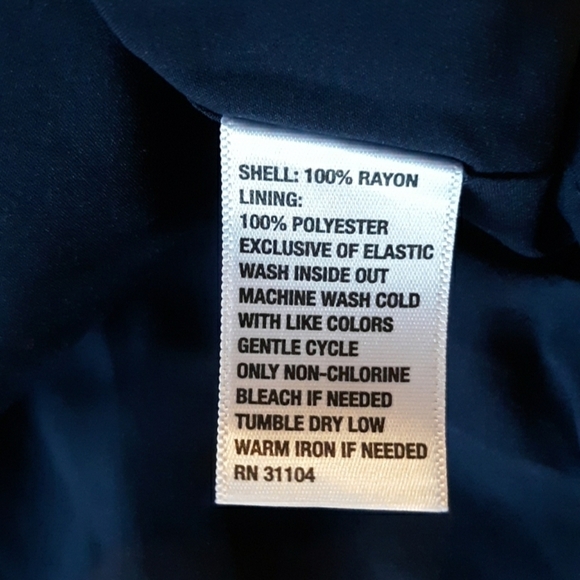 SHELL: 100% RAYON
LINING:
100% POLYESTER
EXCLUSIVE OF ELASTIC
WASH INSIDE OUT
MACHINE WASH COLD
WITH LIKE COLORS
GENTLE CYCLE
ONLY NON-CHLORINE
BLEACH IF NEEDED
TUMBLE DRY LOW
WARM IRON IF NEEDED
RN 31104